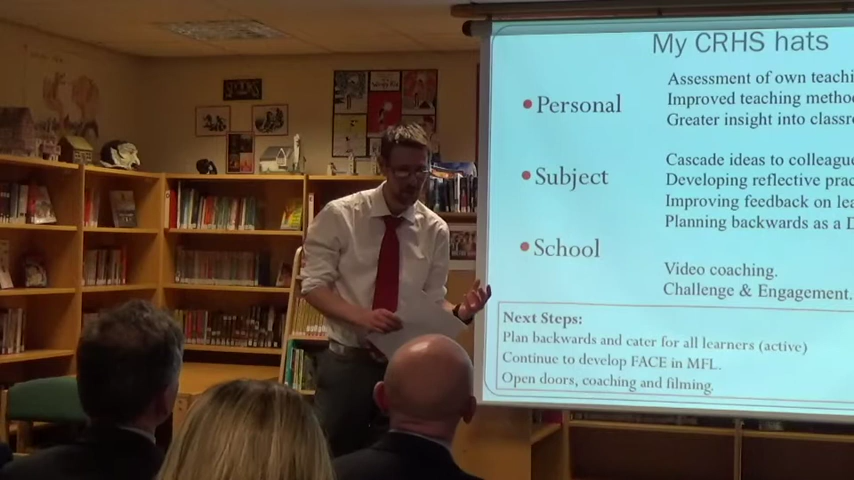 My CRHS hats
Personal
Assessment of own teachi
Improved teaching metho
Greater insight into classr
Subject
Cascade ideas to colleagu
Developing reflective prac
Improving feedback on lea
Planning backwards as a D
School
Video coaching.
Challenge & Engagement.
Next Steps:
Plan backwards and cater for all learners (active)
Continue to develop FACE in MFL.
Open doors, coaching and filming.